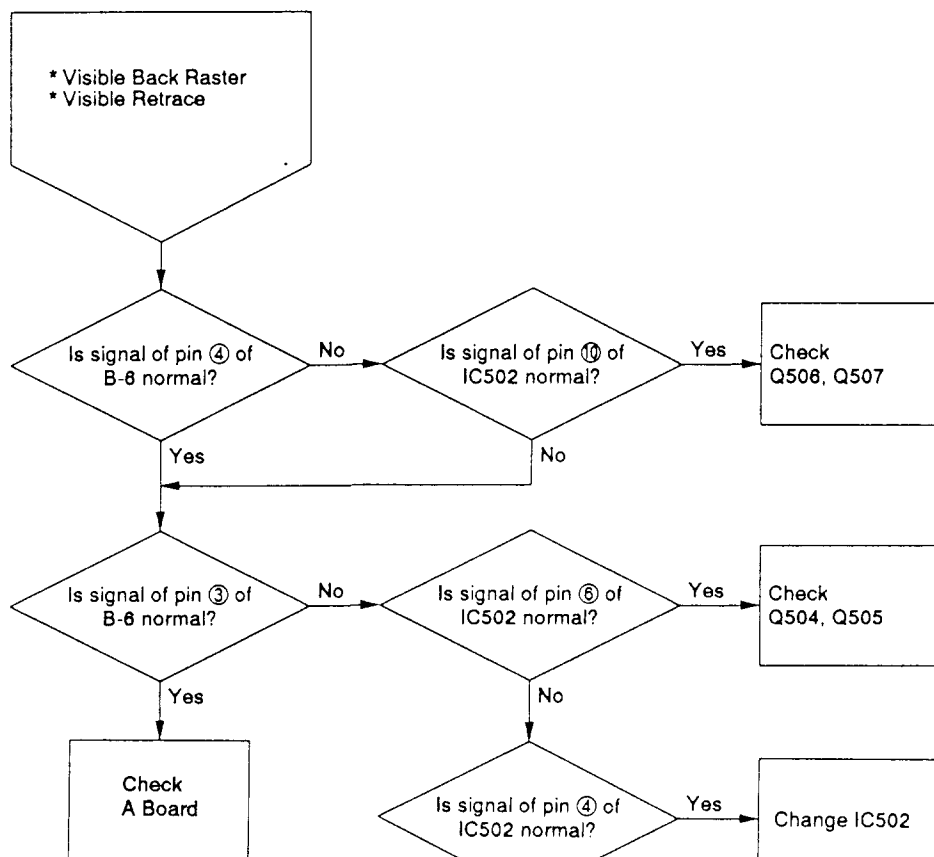 * Visible Back Raster
* Visible Retrace
Is signal of pin ④ of
B-6 normal?
No
Is signal of pin ⑩ of
IC502 normal?
Yes
Check
Q506, Q507
Yes
No
Is signal of pin ③ of
B-6 normal?
No
Is signal of pin ⑥ of
IC502 normal?
Yes
Check
Q504, Q505
Yes
No
Check
A Board
Is signal of pin ④ of
IC502 normal?
Yes
Change IC502